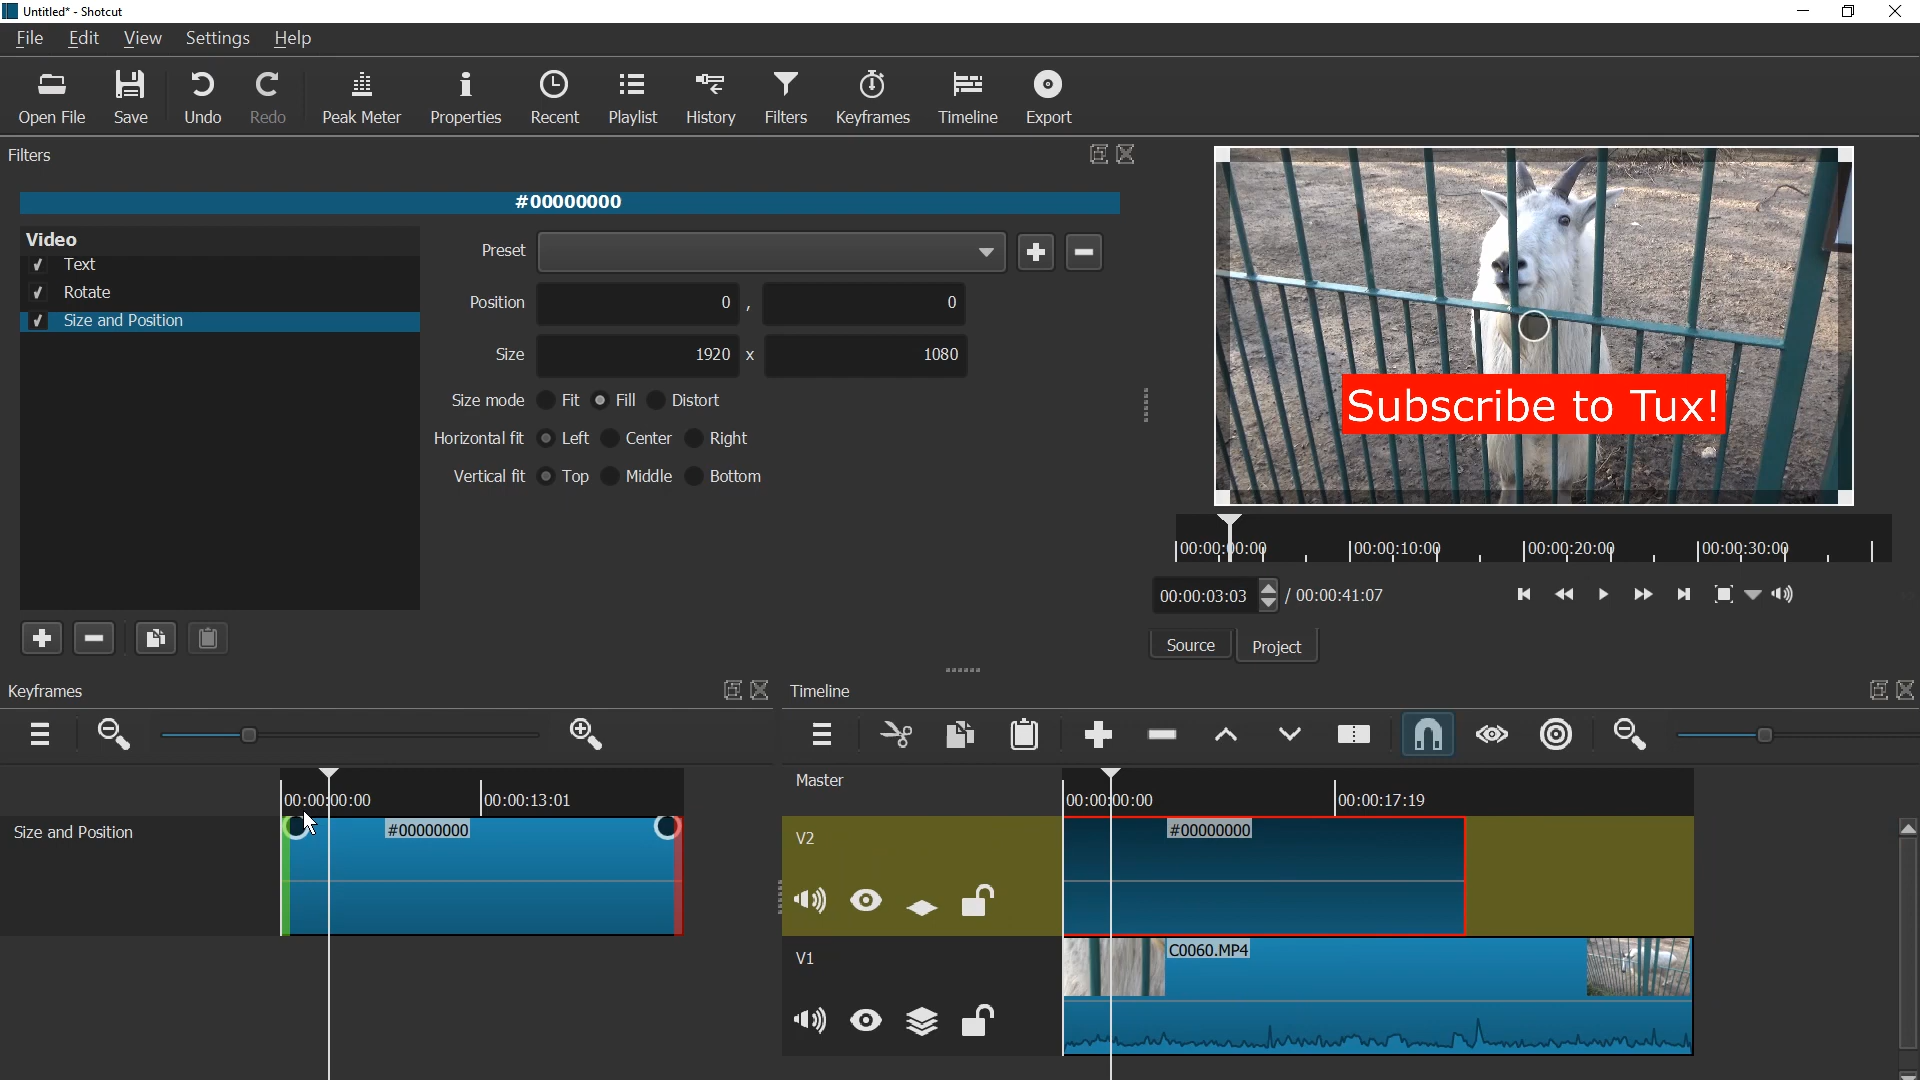 Untitled* - Shotcut
File Edit View Settings Help
Open File Save Undo Redo Peak Meter Properties Recent Playlist History Filters Keyframes Timeline Export
Filters
#00000000
Video
Text
Rotate
Size and Position
Preset
Position 0 , 0
Size 1920 x 1080
Size mode Fit Fill Distort
Horizontal fit Left Center Right
Vertical fit Top Middle Bottom
Subscribe to Tux!
00:00:00:00 00:00:10:00 00:00:20:00 00:00:30:00
00:00:03:03 / 00:00:41:07
Source Project
Keyframes
00:00:00:00 00:00:13:01
Size and Position
#00000000
Timeline
Master
00:00:00:00 00:00:17:19
V2
#00000000
V1
C0060.MP4